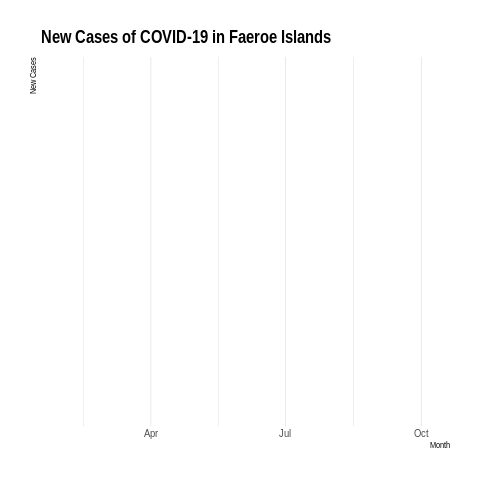 New Cases of COVID-19 in Faeroe Islands
New Cases
Apr Jul Oct
Month